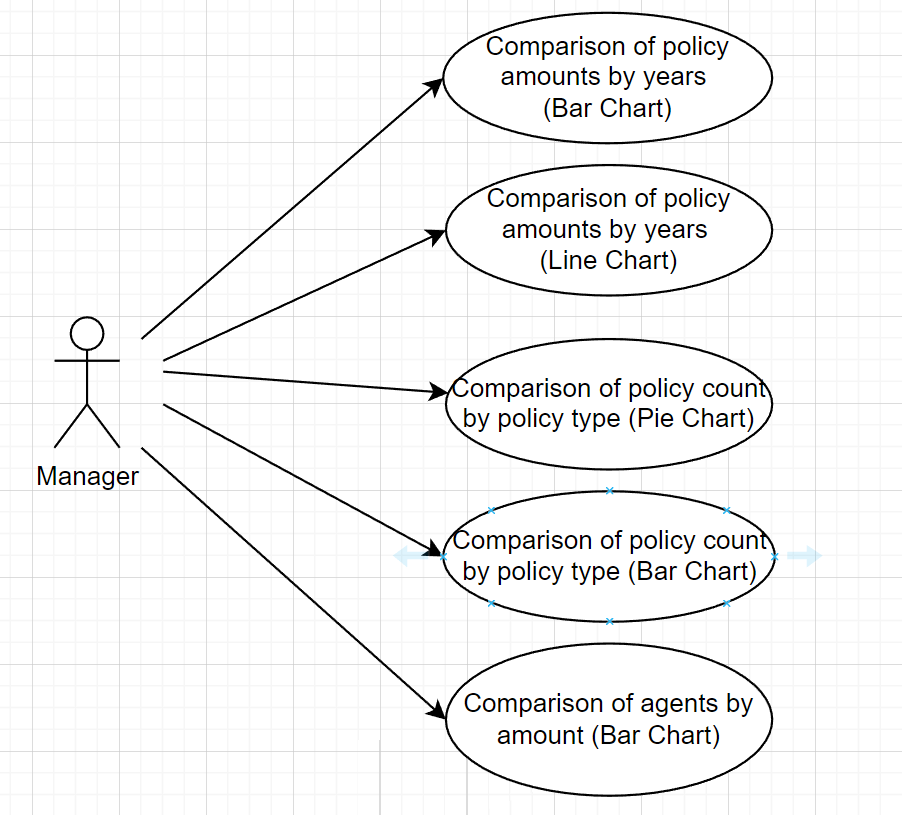 Comparison of policy
amounts by years
(Bar Chart)
Comparison of policy
amounts by years
(Line Chart)
Comparison of policy count
by policy type (Pie Chart)
Manager
Comparison of policy count
by policy type (Bar Chart)
Comparison of agents by
amount (Bar Chart)